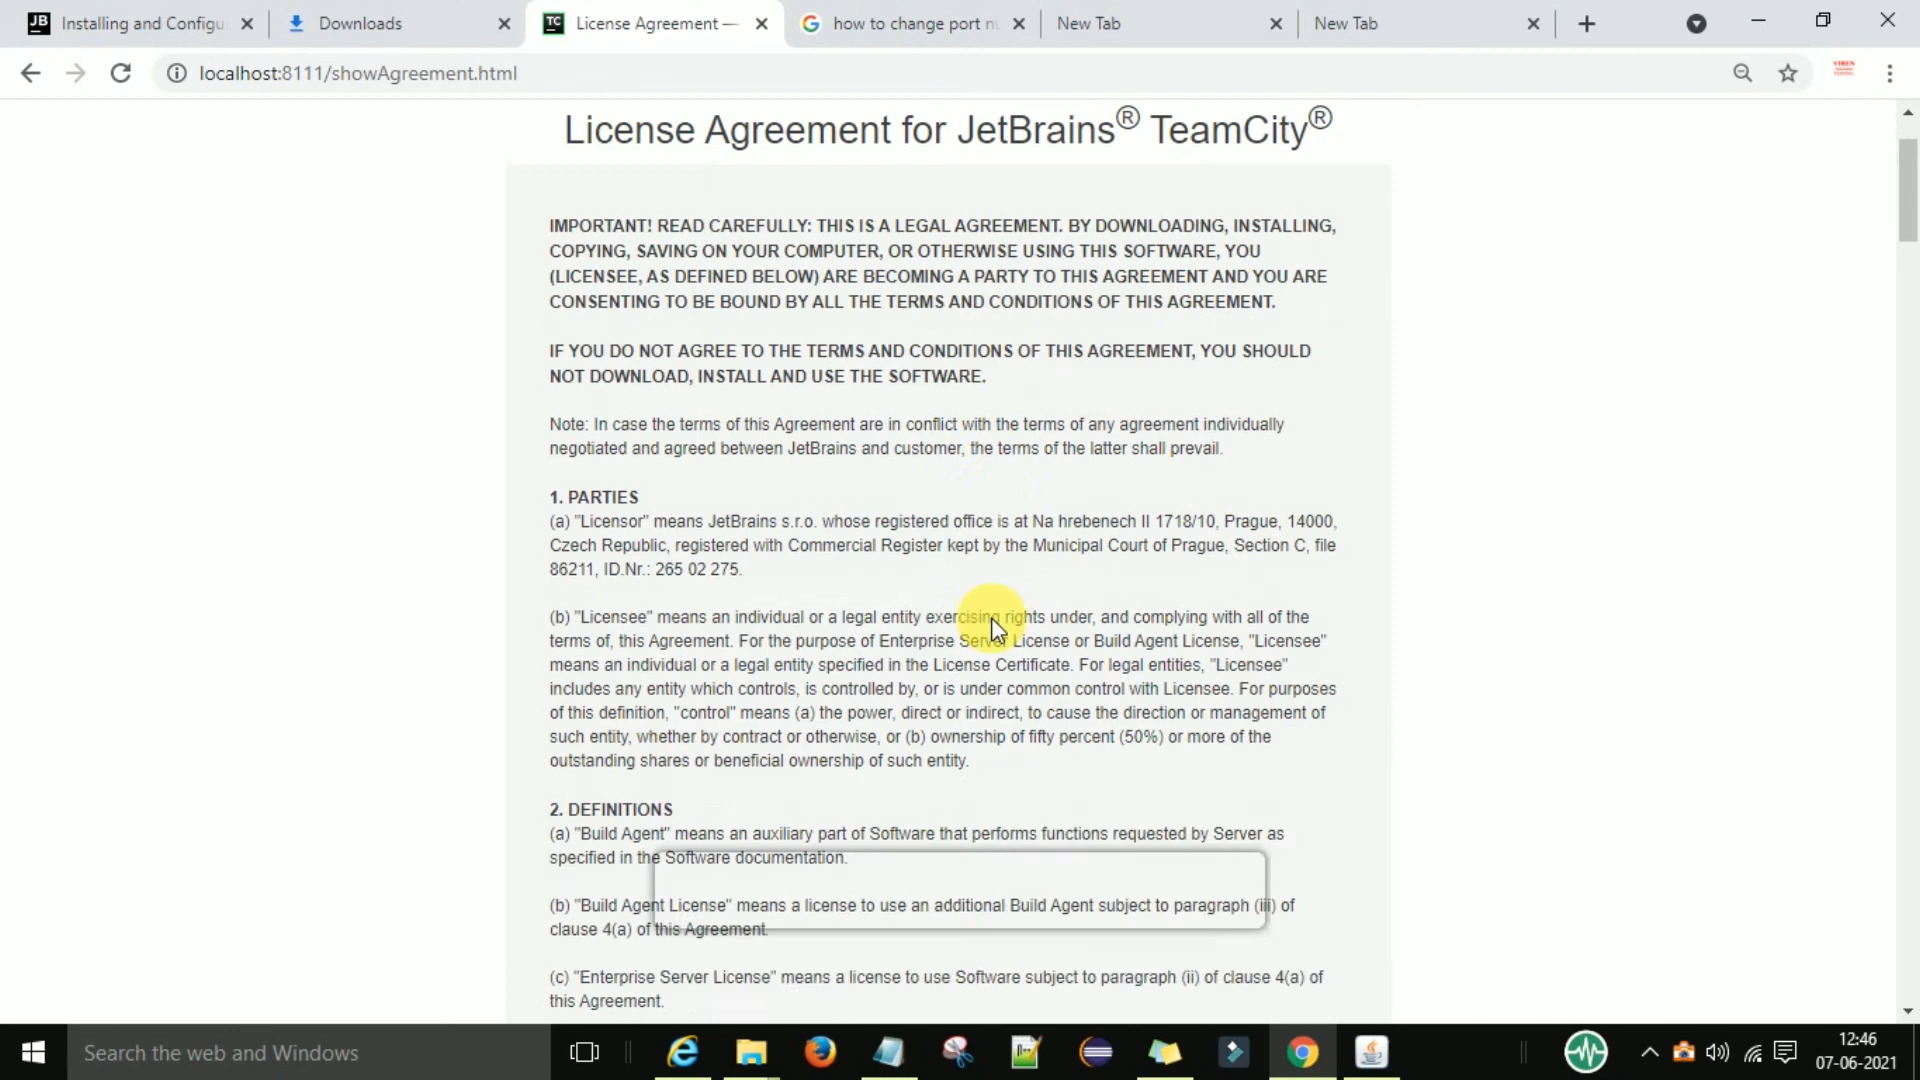 JB Installing and Configu
Downloads
TC License Agreement —
how to change port n
New Tab
New Tab
localhost:8111/showAgreement.html
License Agreement for JetBrains® TeamCity®
IMPORTANT! READ CAREFULLY: THIS IS A LEGAL AGREEMENT. BY DOWNLOADING, INSTALLING,
COPYING, SAVING ON YOUR COMPUTER, OR OTHERWISE USING THIS SOFTWARE, YOU
(LICENSEE, AS DEFINED BELOW) ARE BECOMING A PARTY TO THIS AGREEMENT AND YOU ARE
CONSENTING TO BE BOUND BY ALL THE TERMS AND CONDITIONS OF THIS AGREEMENT.
IF YOU DO NOT AGREE TO THE TERMS AND CONDITIONS OF THIS AGREEMENT, YOU SHOULD
NOT DOWNLOAD, INSTALL AND USE THE SOFTWARE.
Note: In case the terms of this Agreement are in conflict with the terms of any agreement individually
negotiated and agreed between JetBrains and customer, the terms of the latter shall prevail.
1. PARTIES
(a) "Licensor" means JetBrains s.r.o. whose registered office is at Na hrebenech II 1718/10, Prague, 14000,
Czech Republic, registered with Commercial Register kept by the Municipal Court of Prague, Section C, file
86211, ID.Nr.: 265 02 275.
(b) "Licensee" means an individual or a legal entity exercising rights under, and complying with all of the
terms of, this Agreement. For the purpose of Enterprise Server License or Build Agent License, "Licensee"
means an individual or a legal entity specified in the License Certificate. For legal entities, "Licensee"
includes any entity which controls, is controlled by, or is under common control with Licensee. For purposes
of this definition, "control" means (a) the power, direct or indirect, to cause the direction or management of
such entity, whether by contract or otherwise, or (b) ownership of fifty percent (50%) or more of the
outstanding shares or beneficial ownership of such entity.
2. DEFINITIONS
(a) "Build Agent" means an auxiliary part of Software that performs functions requested by Server as
specified in the Software documentation.
(b) "Build Agent License" means a license to use an additional Build Agent subject to paragraph (iii) of
clause 4(a) of this Agreement.
(c) "Enterprise Server License" means a license to use Software subject to paragraph (ii) of clause 4(a) of
this Agreement.
Search the web and Windows
12:46
07-06-2021